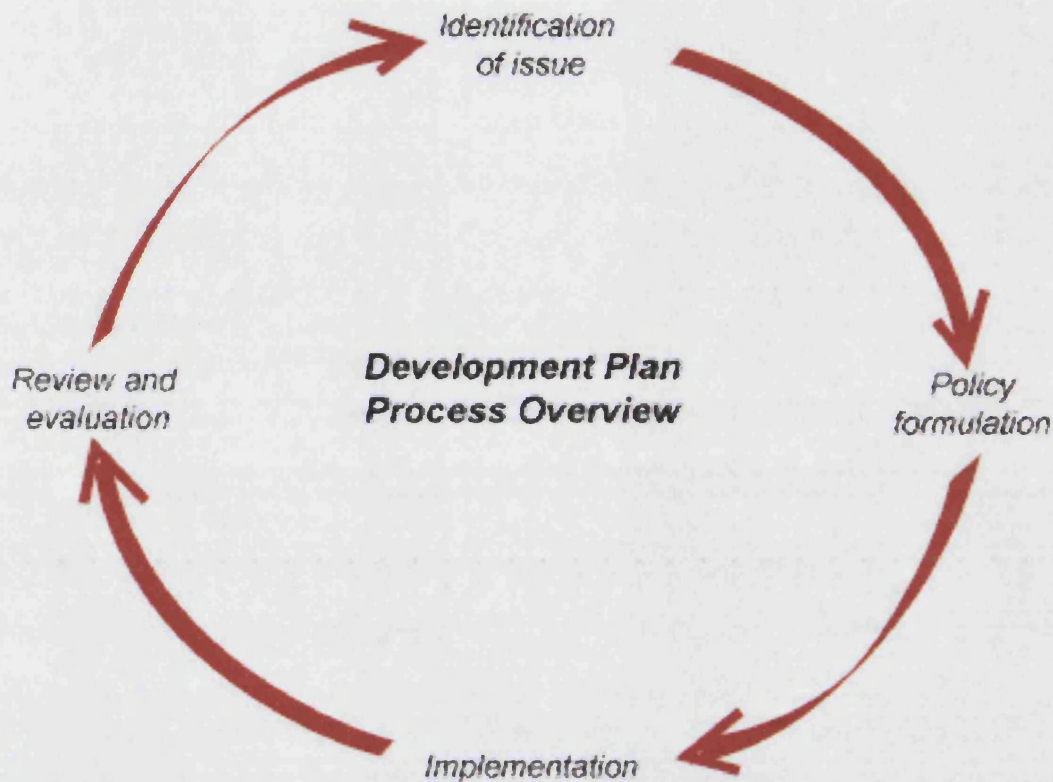 Identification
of issue
Development Plan
Process Overview
Review and
evaluation
Policy
formulation
Implementation